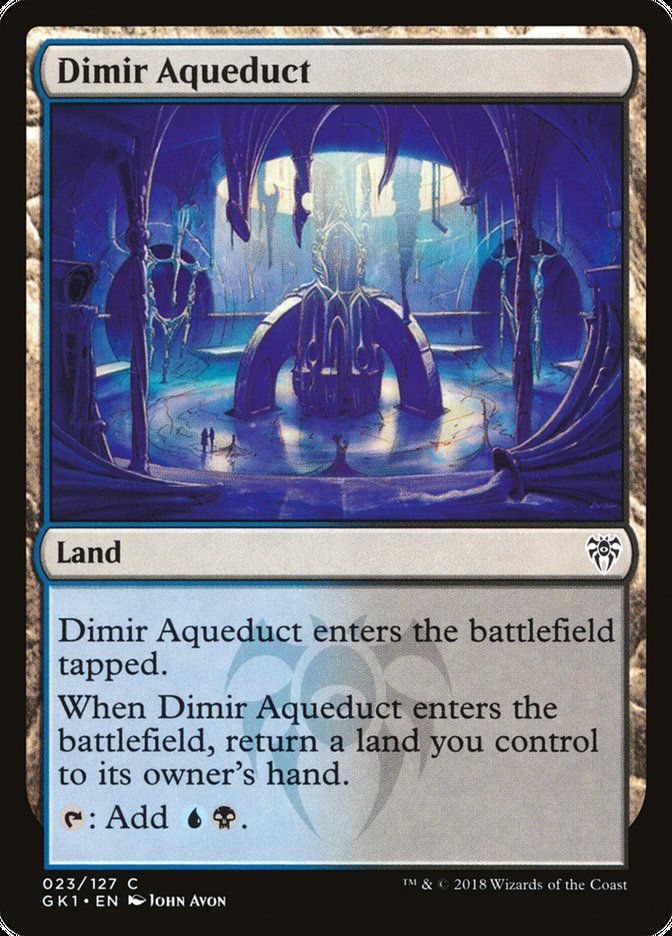 Dimir Aqueduct
Land
Dimir Aqueduct enters the battlefield
tapped.
When Dimir Aqueduct enters the
battlefield, return a land you control
to its owner's hand.
: Add .
023/127 C
GK1 • EN John Avon
™ & © 2018 Wizards of the Coast